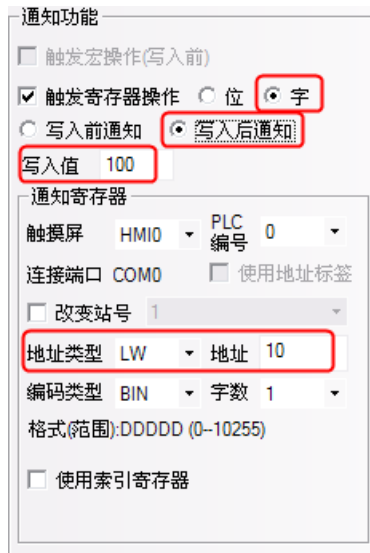 通知功能
触发宏操作(写入前)
触发寄存器操作 位 字
写入前通知 写入后通知
写入值 100
通知寄存器
触摸屏 HMI0 PLC编号 0
连接端口 COM0 使用地址标签
改变站号 1
地址类型 LW 地址 10
编码类型 BIN 字数 1
格式(范围):DDDDD (0--10255)
使用索引寄存器